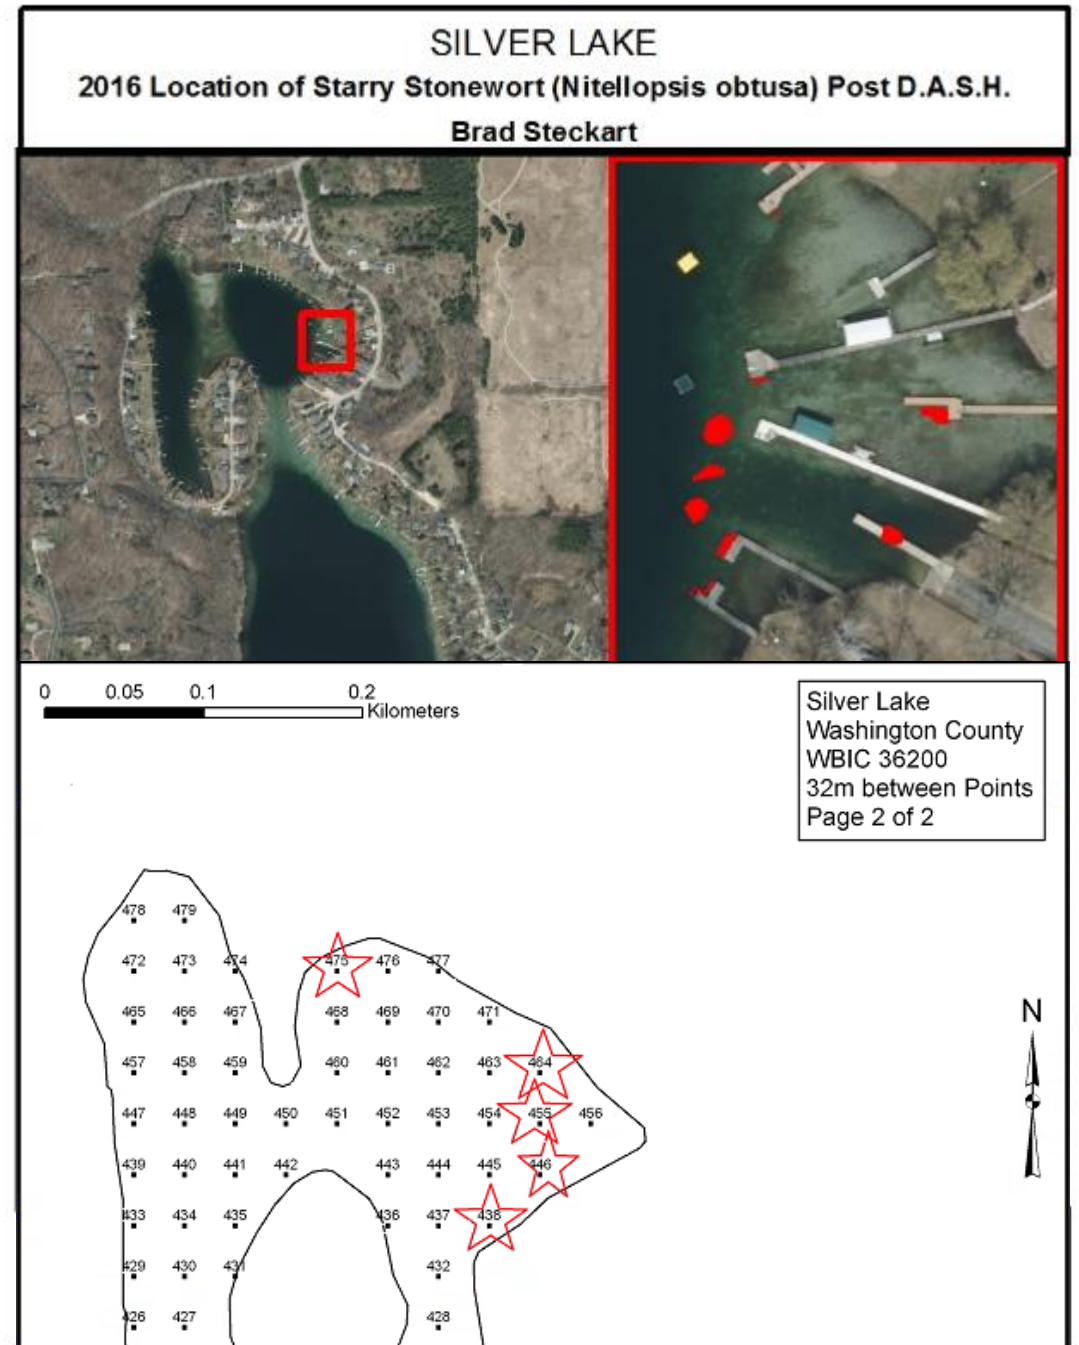 SILVER LAKE
2016 Location of Starry Stonewort (Nitellopsis obtusa) Post D.A.S.H.
Brad Steckart
0 0.05 0.1 0.2
Kilometers
Silver Lake
Washington County
WBIC 36200
32m between Points
Page 2 of 2
478 479
472 473 474 475 476 477
465 466 467 468 469 470 471
N
457 458 459 460 461 462 463 464
447 448 449 450 451 452 453 454 455 456
439 440 441 442 443 444 445 446
433 434 435 436 437 438
429 430 431 432
426 427 428